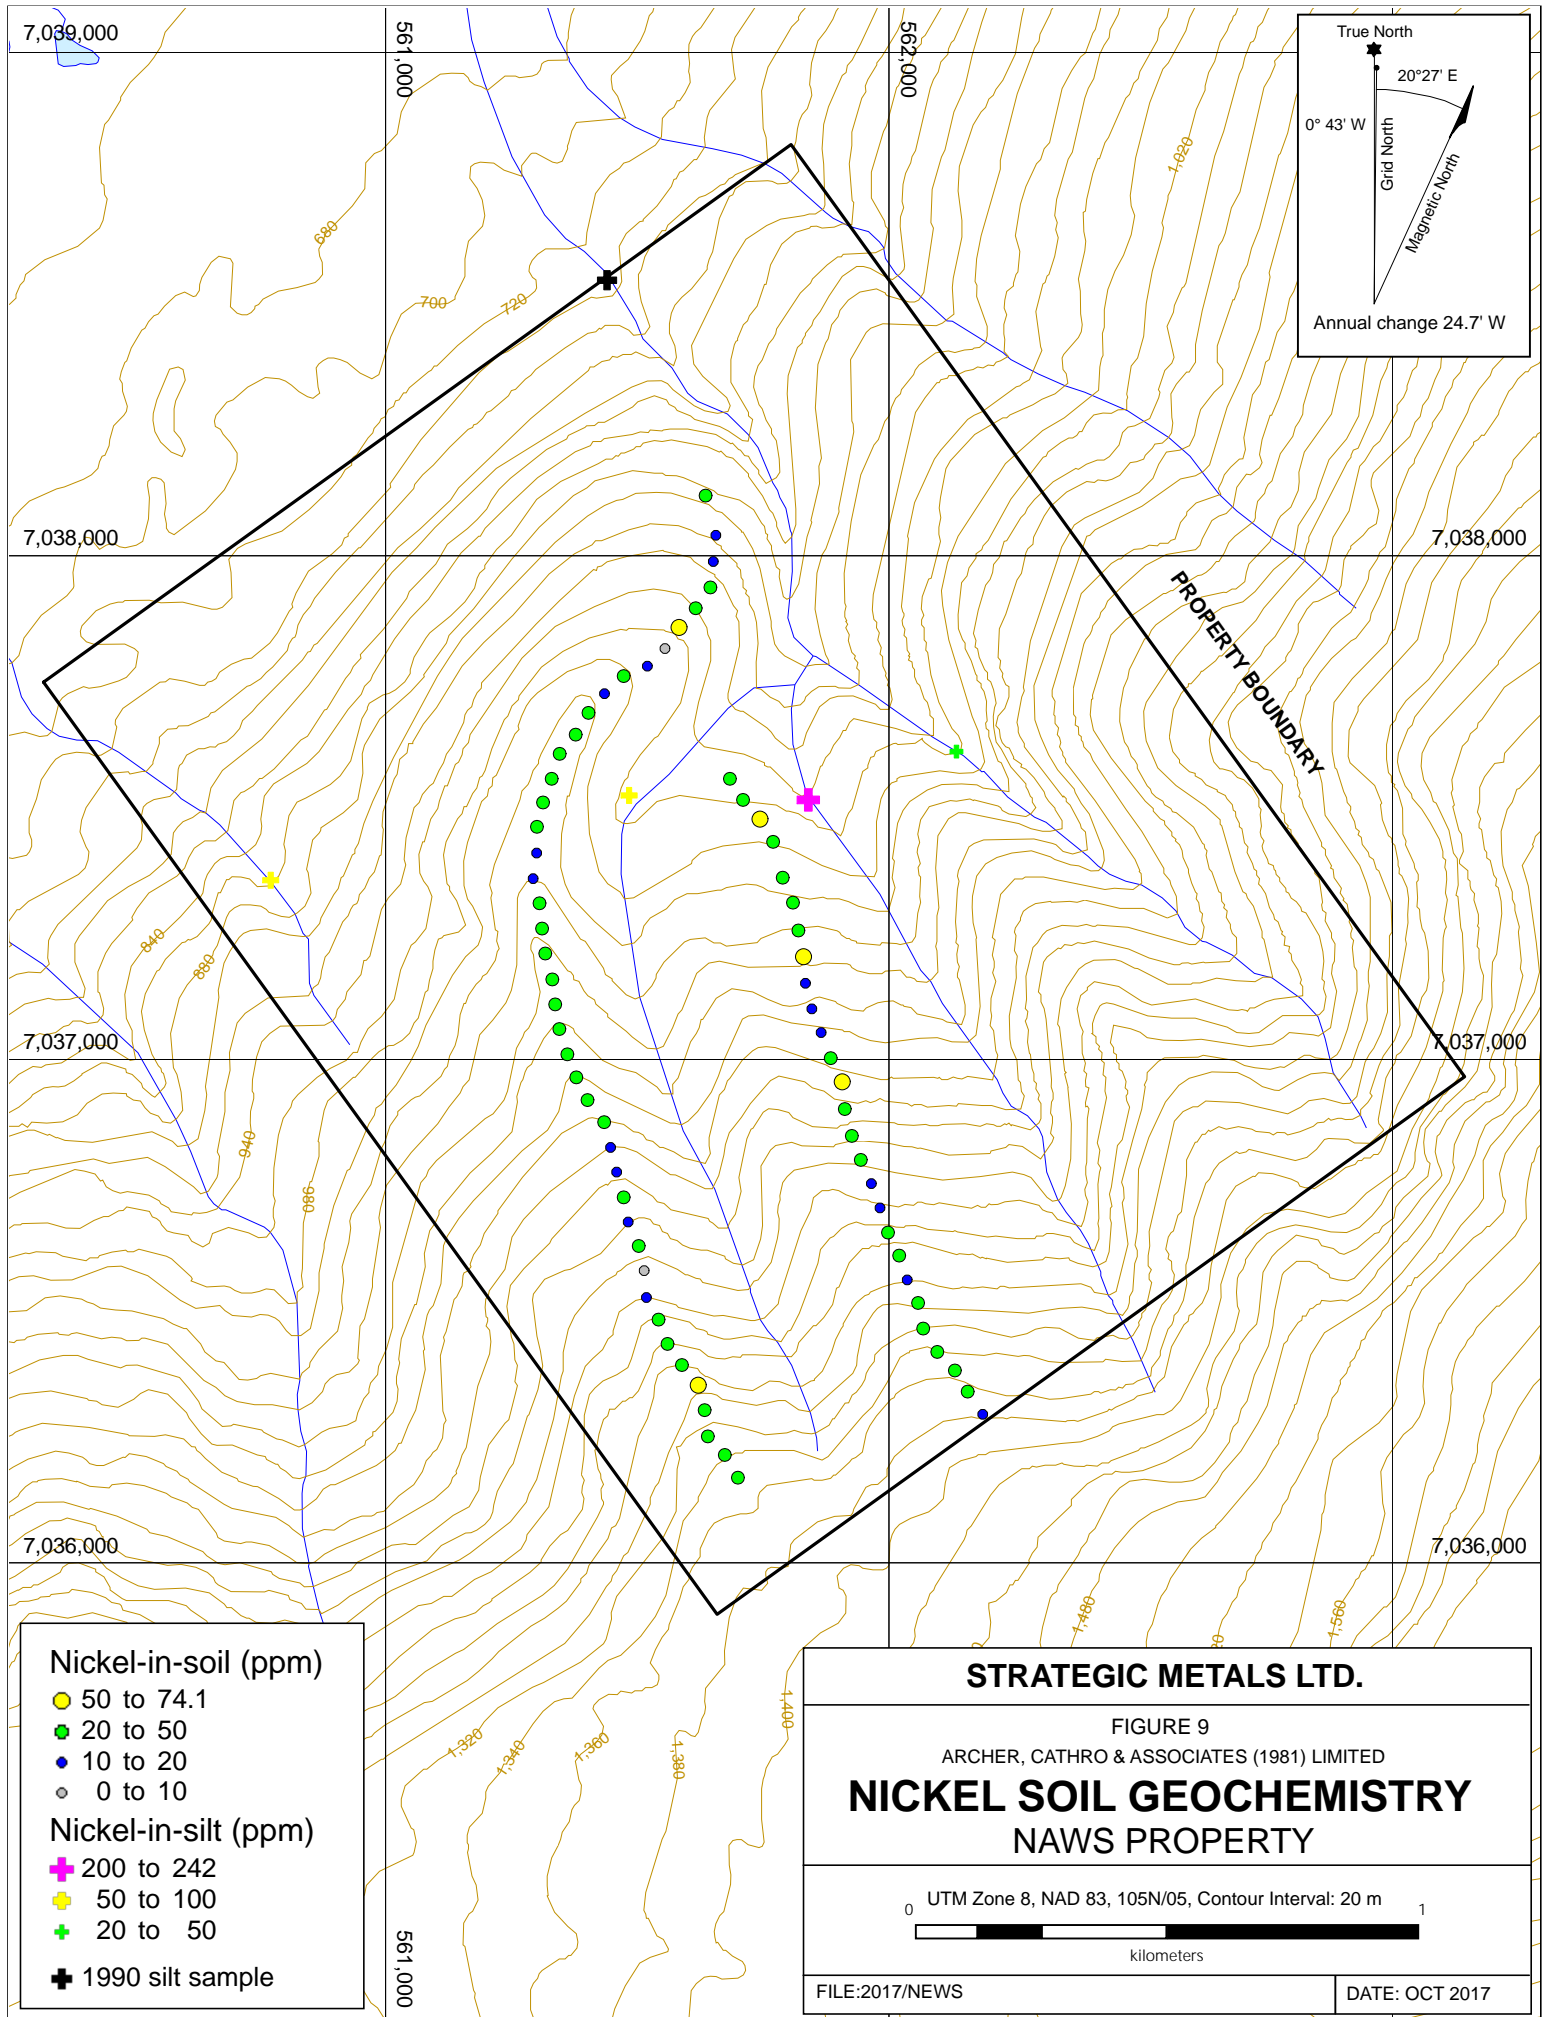 7,039,000
561,000
562,000
True North
20°27' E
0° 43' W
Grid North
Magnetic North
Annual change 24.7' W
1,020
680
700
720
7,038,000
7,038,000
PROPERTY BOUNDARY
840
880
7,037,000
7,037,000
940
980
7,036,000
7,036,000
1,480
1,560
1,400
1,320
1,340
1,360
1,380
561,000
Nickel-in-soil (ppm)
50 to 74.1
20 to 50
10 to 20
0 to 10
Nickel-in-silt (ppm)
200 to 242
50 to 100
20 to 50
1990 silt sample
STRATEGIC METALS LTD.
FIGURE 9
ARCHER, CATHRO & ASSOCIATES (1981) LIMITED
NICKEL SOIL GEOCHEMISTRY
NAWS PROPERTY
UTM Zone 8, NAD 83, 105N/05, Contour Interval: 20 m
0 1
kilometers
FILE:2017/NEWS
DATE: OCT 2017